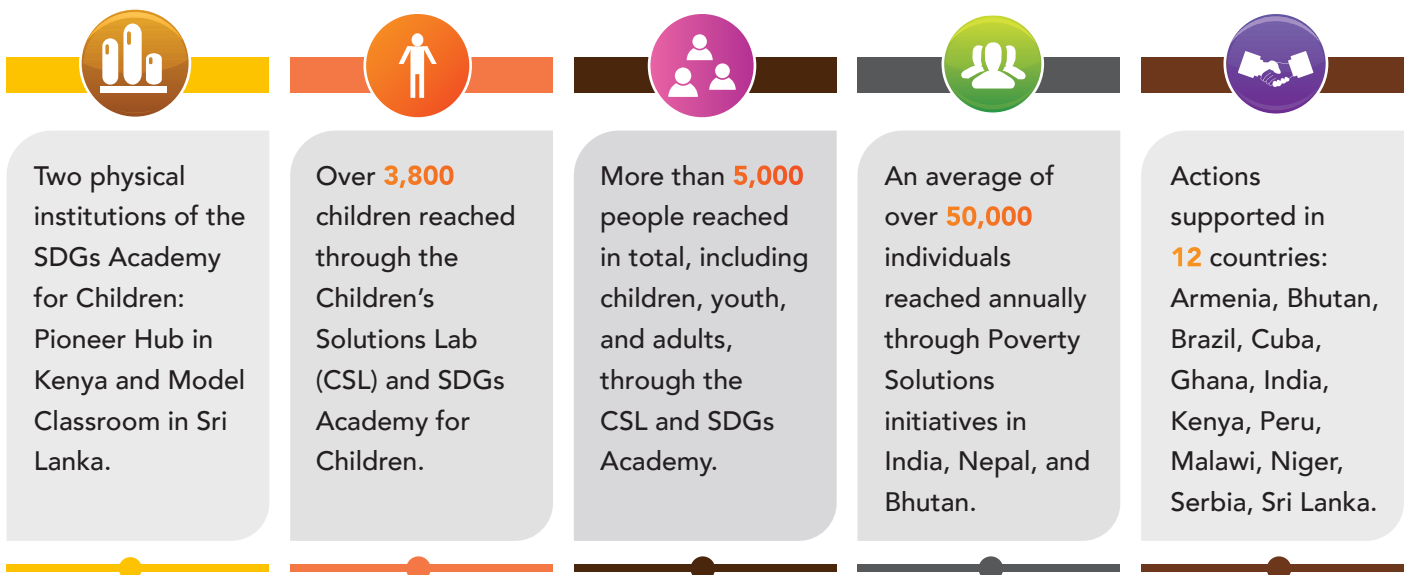 Two physical
institutions of the
SDGs Academy
for Children:
Pioneer Hub in
Kenya and Model
Classroom in Sri
Lanka.
Over 3,800
children reached
through the
Children’s
Solutions Lab
(CSL) and SDGs
Academy for
Children.
More than 5,000
people reached
in total, including
children, youth,
and adults,
through the
CSL and SDGs
Academy.
An average of
over 50,000
individuals
reached annually
through Poverty
Solutions
initiatives in
India, Nepal, and
Bhutan.
Actions
supported in
12 countries:
Armenia, Bhutan,
Brazil, Cuba,
Ghana, India,
Kenya, Peru,
Malawi, Niger,
Serbia, Sri Lanka.